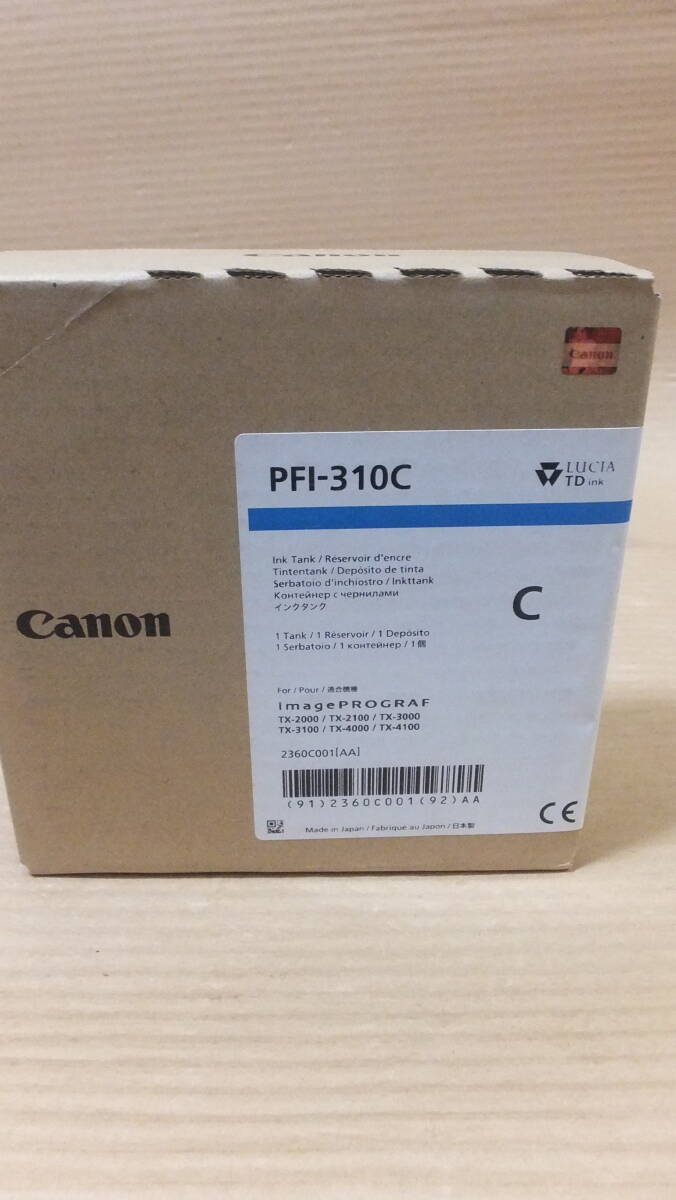 Canon
Canon
PFI-310C
LUCIA
TD ink
Ink Tank / Réservoir d'encre
Tintentank / Depósito de tinta
Serbatoio d'inchiostro / Inkttank
Контейнер с чернилами
インクタンク
C
Canon
1 Tank / 1 Réservoir / 1 Depósito
1 Serbatoio / 1 контейнер / 1個
For / Pour / 適合機種
imagePROGRAF
TX-2000 / TX-2100 / TX-3000
TX-3100 / TX-4000 / TX-4100
2360C001[AA]
(91)2360C001(92)AA
CE
Made in Japan / Fabriqué au Japon / 日本製